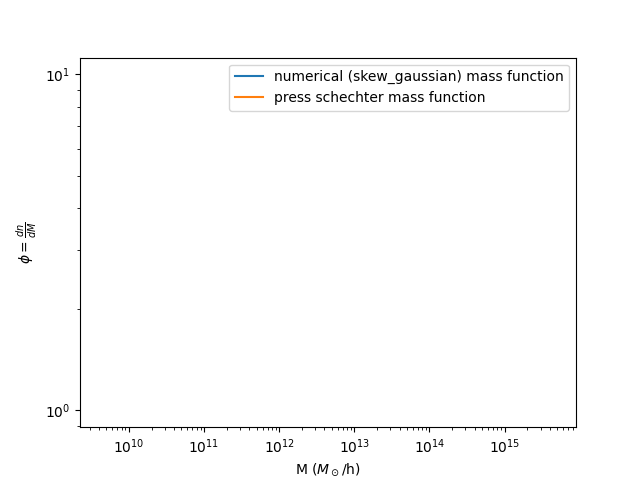 numerical (skew_gaussian) mass function
press schechter mass function
10¹
10⁰
ϕ = dn/dM
10¹⁰ 10¹¹ 10¹² 10¹³ 10¹⁴ 10¹⁵
M (M⊙/h)